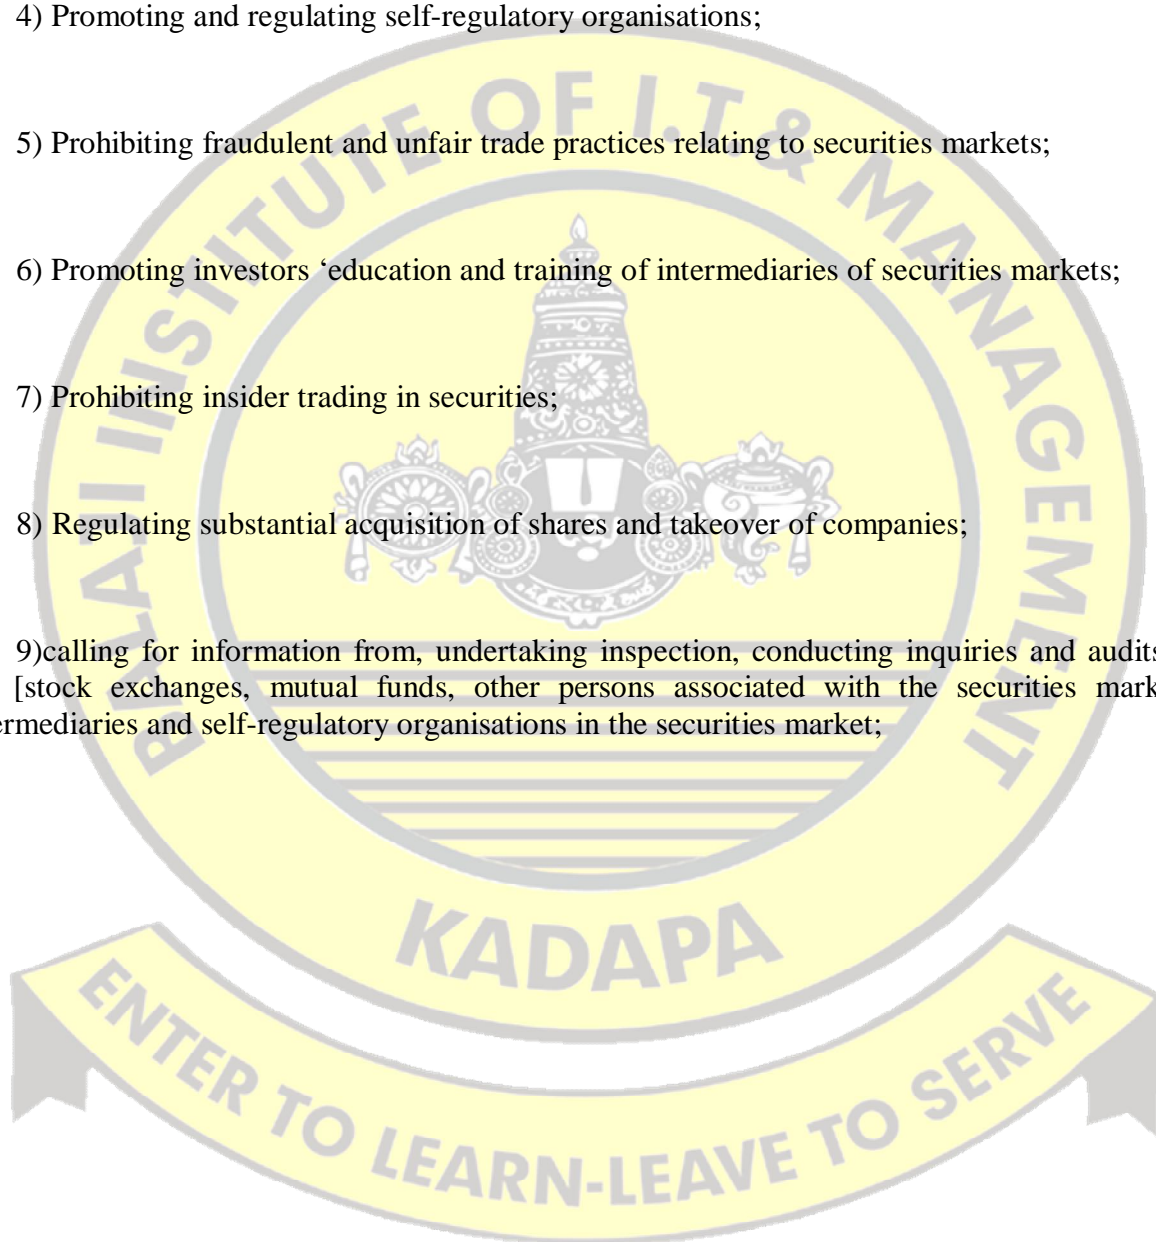 4) Promoting and regulating self-regulatory organisations;
5) Prohibiting fraudulent and unfair trade practices relating to securities markets;
6) Promoting investors ‘education and training of intermediaries of securities markets;
7) Prohibiting insider trading in securities;
8) Regulating substantial acquisition of shares and takeover of companies;
9)calling for information from, undertaking inspection, conducting inquiries and audits
[stock exchanges, mutual funds, other persons associated with the securities mark
ermediaries and self-regulatory organisations in the securities market;
BALAJI INSTITUTE OF I.T & MANAGEMENT
KADAPA
ENTER TO LEARN-LEAVE TO SERVE